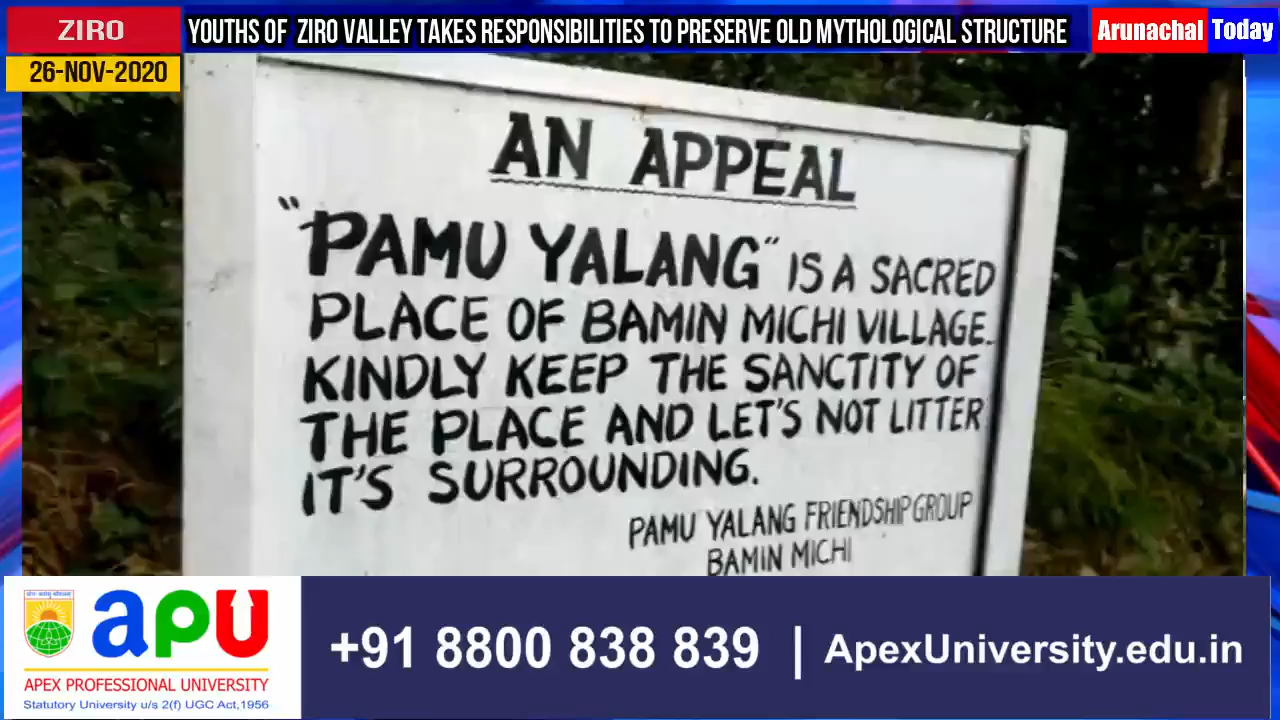 ZIRO
YOUTHS OF ZIRO VALLEY TAKES RESPONSIBILITIES TO PRESERVE OLD MYTHOLOGICAL STRUCTURE
Arunachal Today
26-NOV-2020
AN APPEAL
"PAMU YALANG" IS A SACRED
PLACE OF BAMIN MICHI VILLAGE.
KINDLY KEEP THE SANCTITY OF
THE PLACE AND LET'S NOT LITTER
IT'S SURROUNDING.
PAMU YALANG FRIENDSHIP GROUP
BAMIN MICHI
apu
APEX PROFESSIONAL UNIVERSITY
Statutory University u/s 2(f) UGC Act,1956
+91 8800 838 839 | ApexUniversity.edu.in